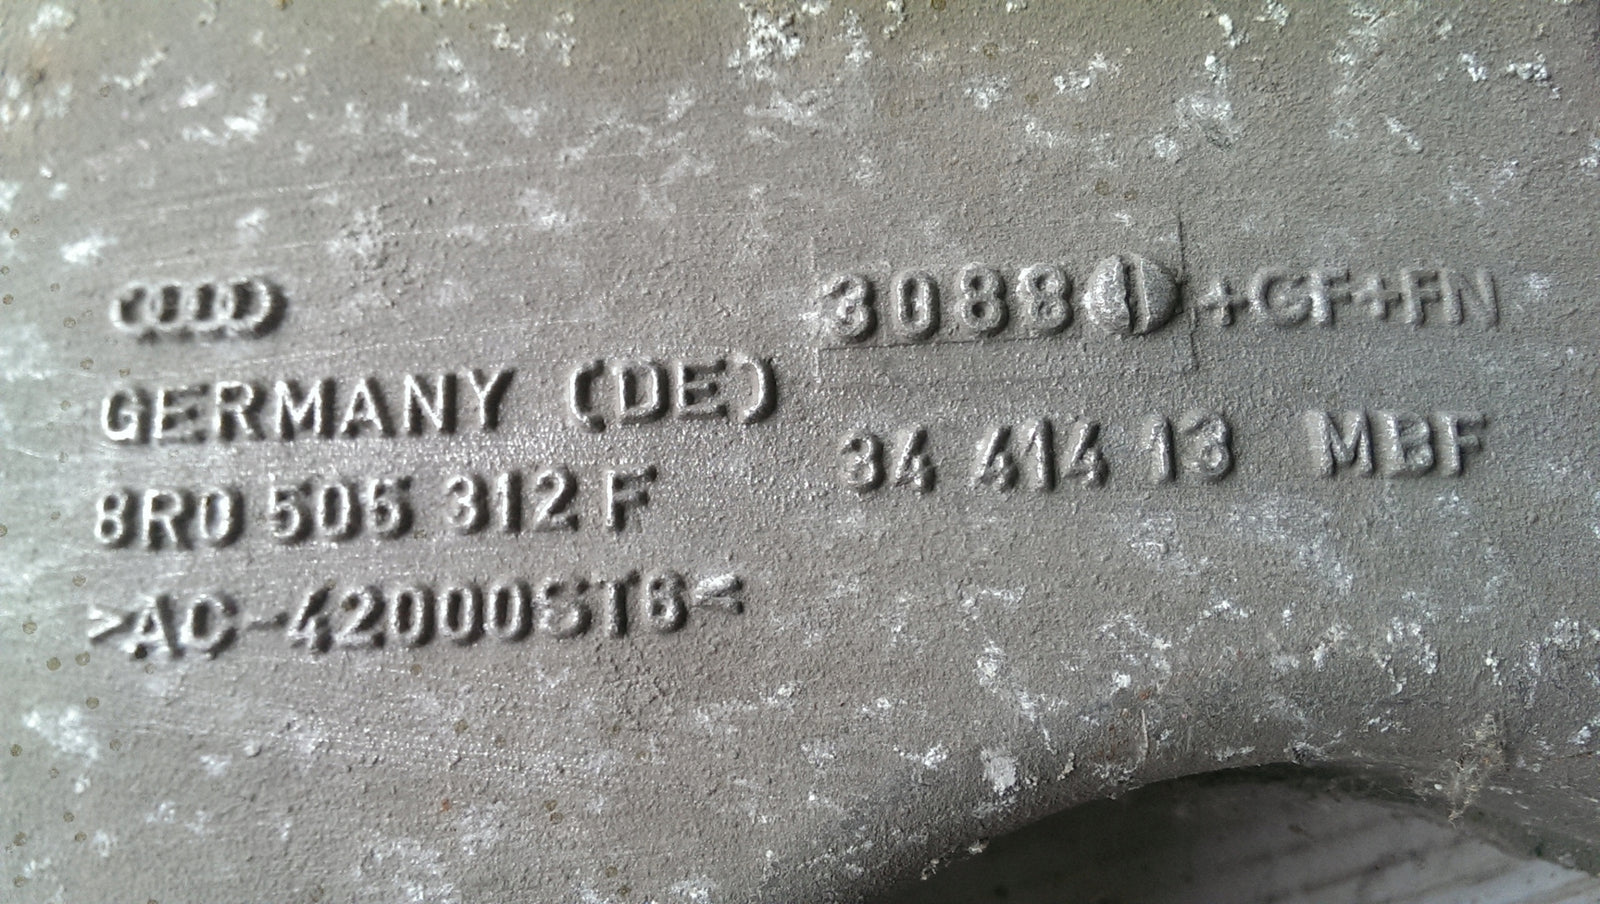 GERMANY (DE)
8R0 505 312 F
>AC-42000ST6<
3088 +GF+FN
34 414 13 MBF